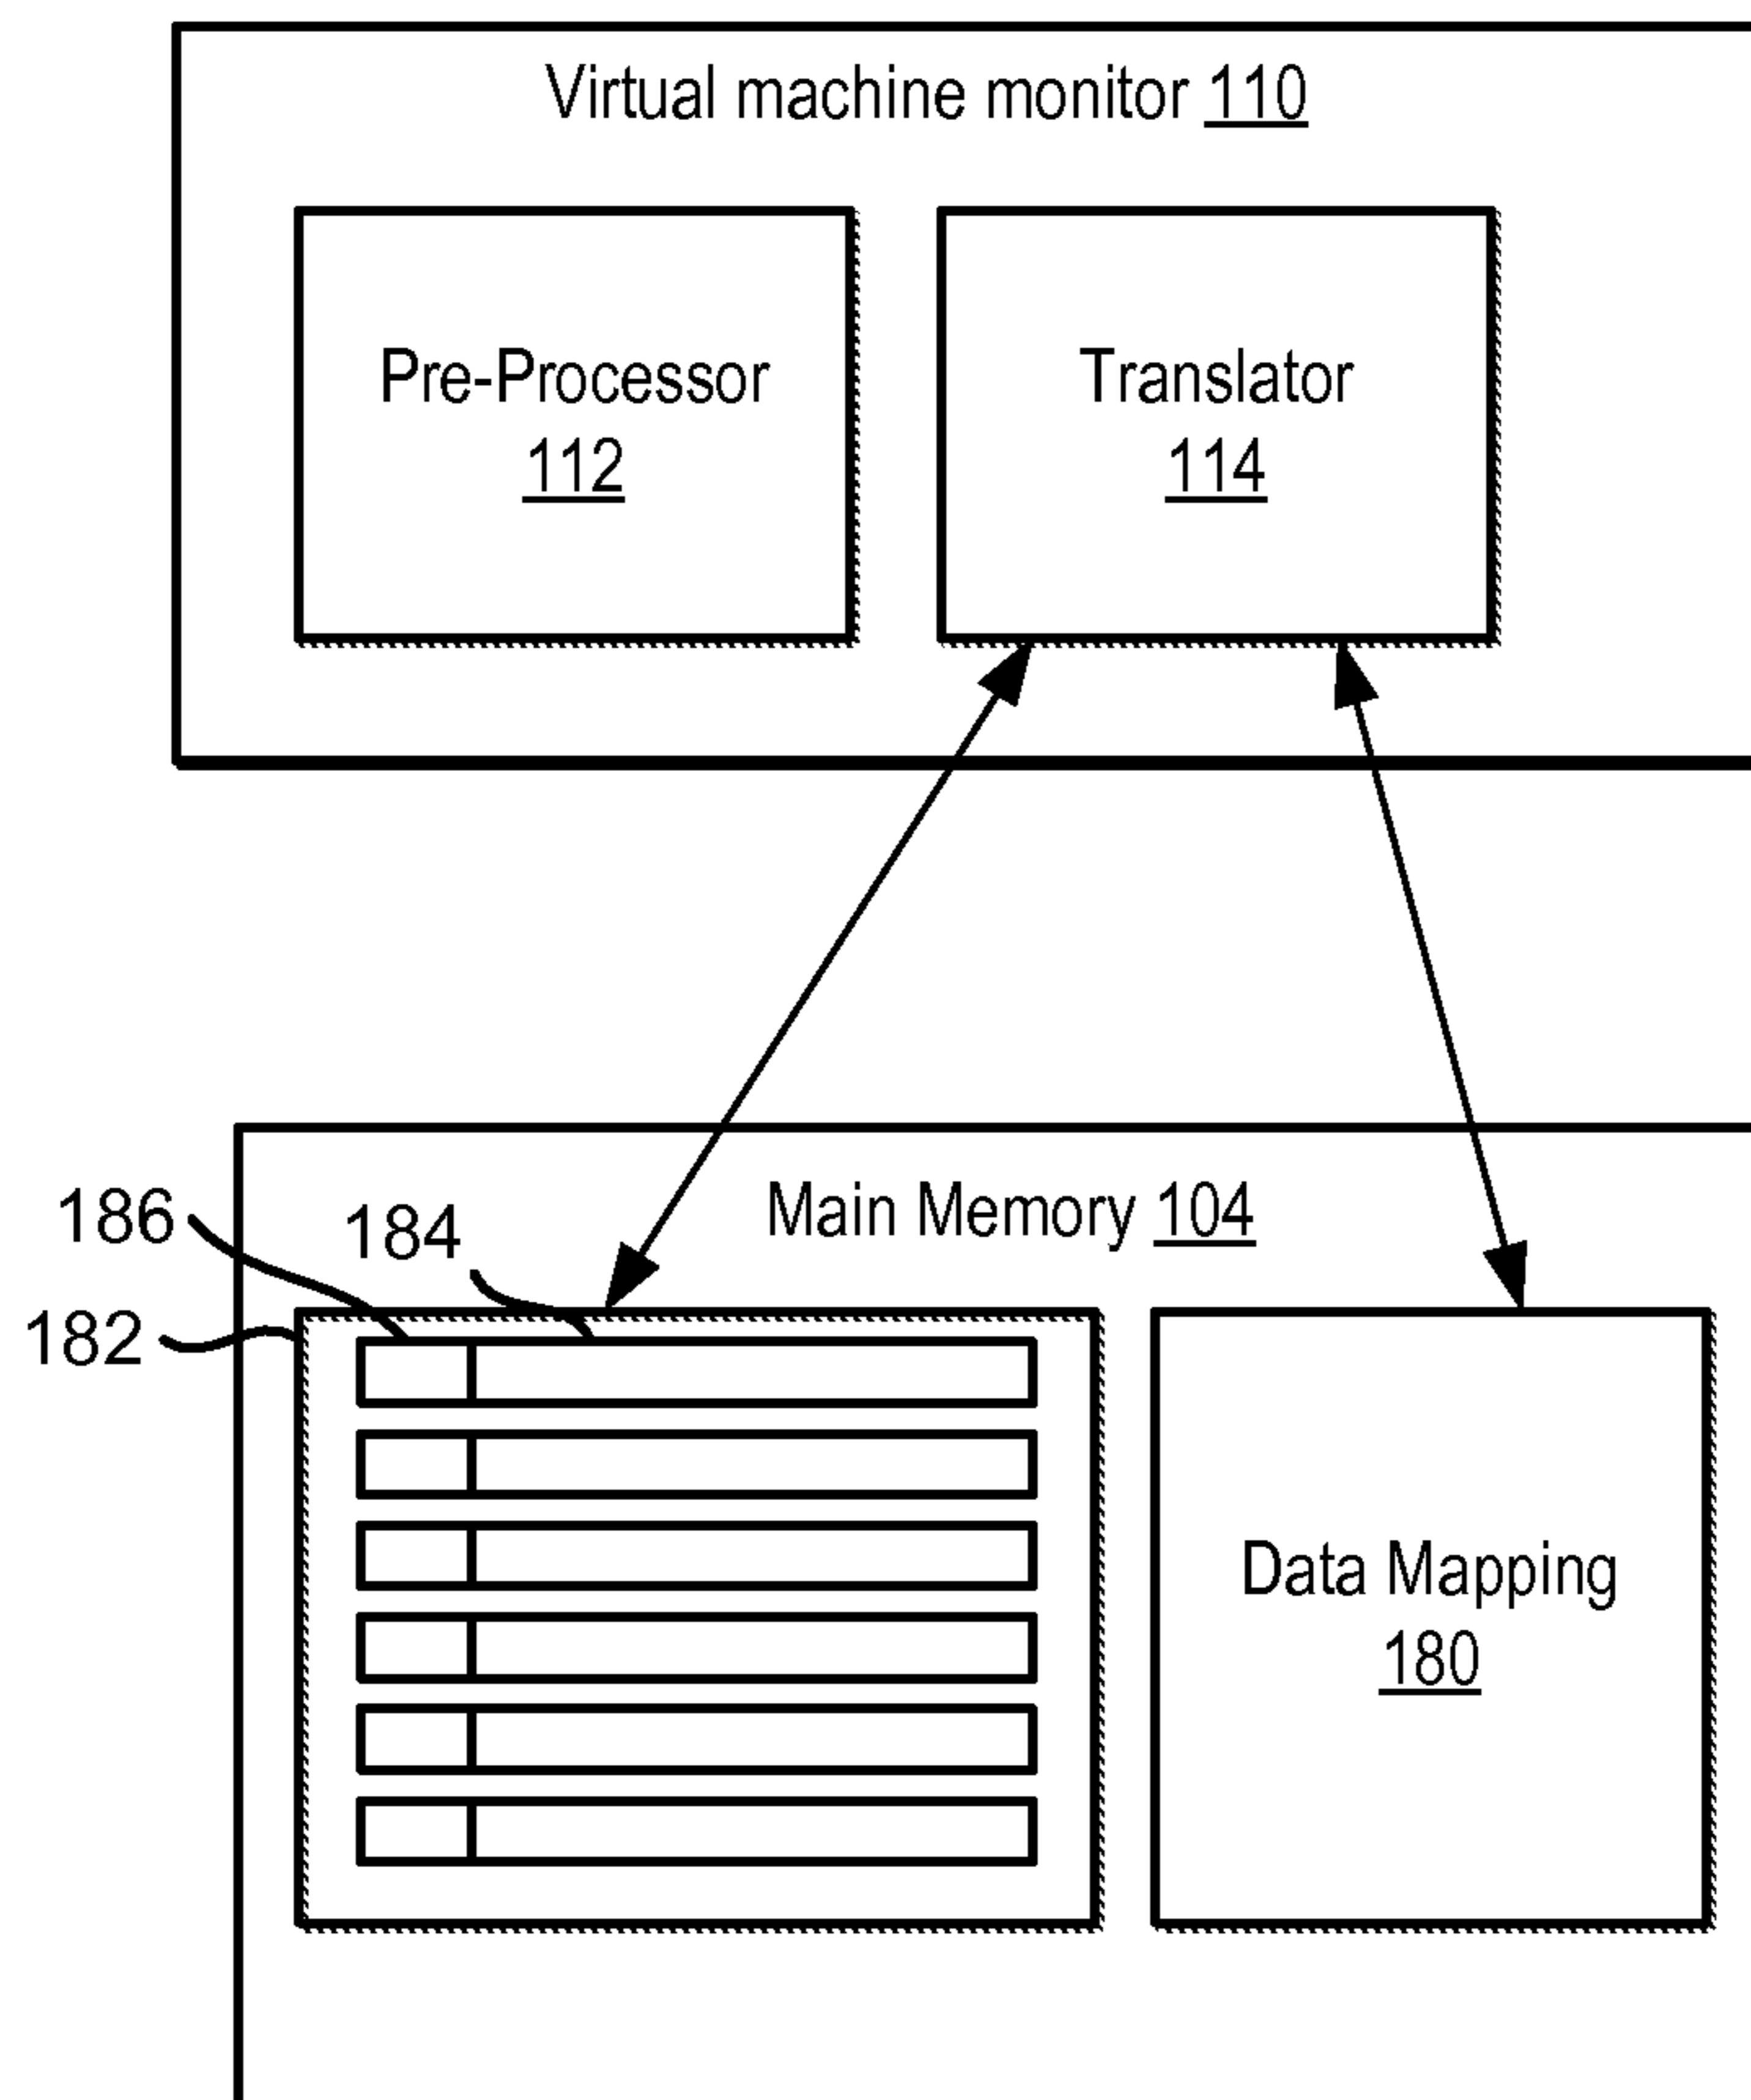 Virtual machine monitor 110
Pre-Processor
112
Translator
114
Main Memory 104
186
184
182
Data Mapping
180